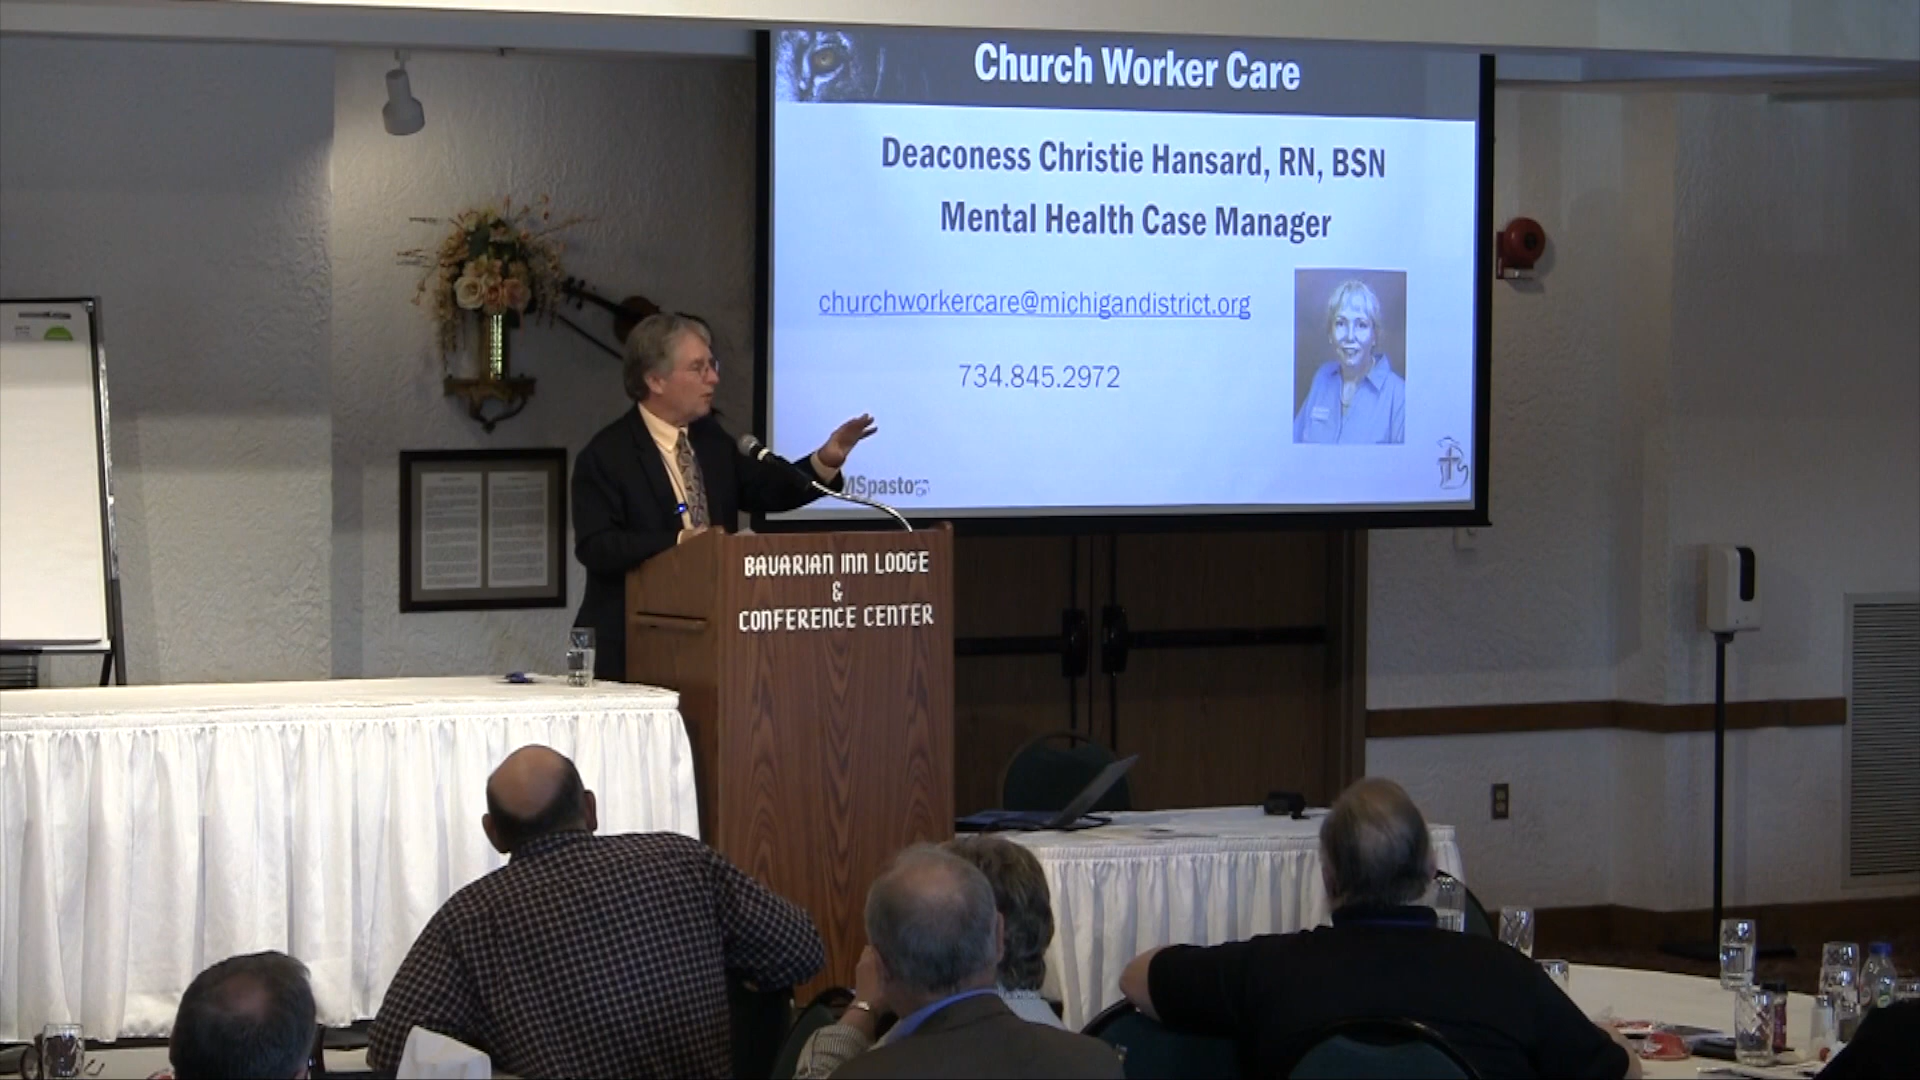 Church Worker Care
Deaconess Christie Hansard, RN, BSN
Mental Health Case Manager
churchworkercare@michigandistrict.org
734.845.2972
BAVARIAN INN LODGE
&
CONFERENCE CENTER